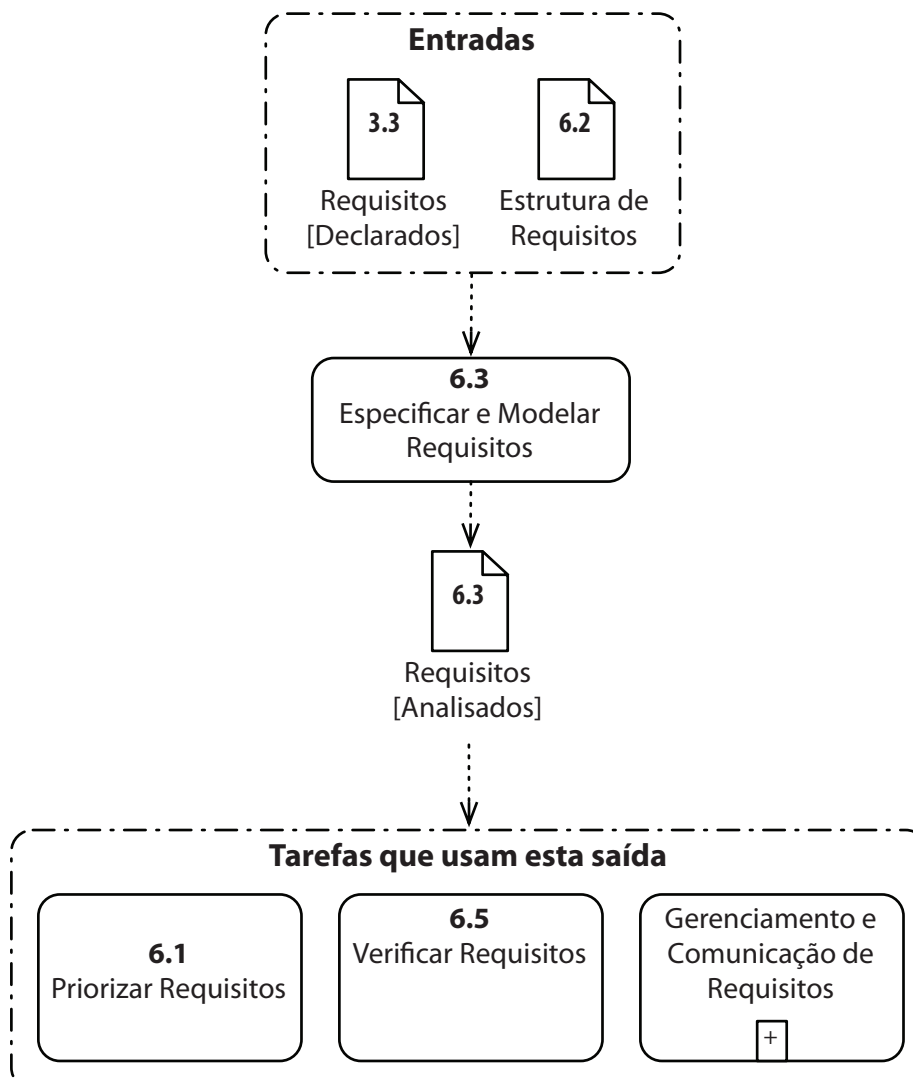 Entradas
3.3
Requisitos
[Declarados]
6.2
Estrutura de
Requisitos
6.3
Especificar e Modelar
Requisitos
6.3
Requisitos
[Analisados]
Tarefas que usam esta saída
6.1
Priorizar Requisitos
6.5
Verificar Requisitos
Gerenciamento e
Comunicação de
Requisitos
+